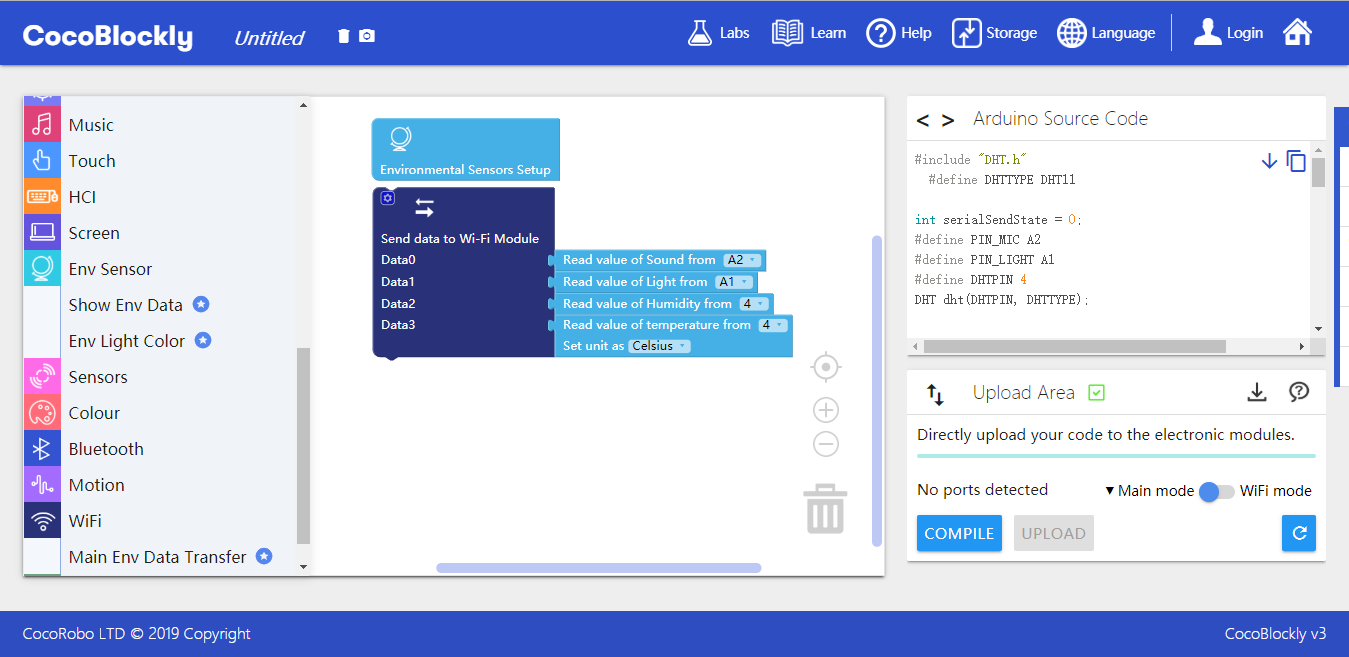 CocoBlockly
Untitled
Labs
Learn
Help
Storage
Language
Login
Music
Touch
HCI
Screen
Env Sensor
Show Env Data
Env Light Color
Sensors
Colour
Bluetooth
Motion
WiFi
Main Env Data Transfer
Environmental Sensors Setup
Send data to Wi-Fi Module
Data0 Read value of Sound from A2
Data1 Read value of Light from A1
Data2 Read value of Humidity from 4
Data3 Read value of temperature from 4
Set unit as Celsius
< > Arduino Source Code
#include "DHT.h"
#define DHTTYPE DHT11
int serialSendState = 0;
#define PIN_MIC A2
#define PIN_LIGHT A1
#define DHTPIN 4
DHT dht(DHTPIN, DHTTYPE);
Upload Area
Directly upload your code to the electronic modules.
No ports detected
Main mode WiFi mode
COMPILE UPLOAD
CocoRobo LTD © 2019 Copyright
CocoBlockly v3